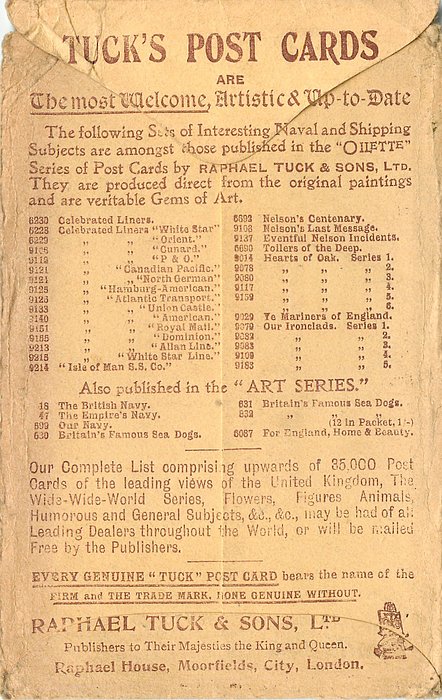 TUCK'S POST CARDS
ARE
The most Welcome, Artistic & Up-to-Date
The following Sets of Interesting Naval and Shipping
Subjects are amongst those published in the "OILETTE"
Series of Post Cards by RAPHAEL TUCK & SONS, LTD.
They are produced direct from the original paintings
and are veritable Gems of Art.
6230 Celebrated Liners.
6228 Celebrated Liners "White Star"
6229 „ „ "Orient."
9106 „ „ "Cunard."
9112 „ „ "P & O."
9121 „ "Canadian Pacific."
9121 „ „ "North German"
9125 „ "Hamburg-American."
9126 „ "Atlantic Transport."
9133 „ „ "Union Castle."
9140 „ „ "American."
9151 „ „ "Royal Mail."
9155 „ „ "Dominion."
9213 „ „ "Allan Line."
9215 „ "White Star Line."
9214 "Isle of Man S.S. Co."
6692 Nelson's Centenary.
9108 Nelson's Last Message.
9137 Eventful Nelson Incidents.
6690 Tollers of the Deep.
9014 Hearts of Oak. Series 1.
9076 „ „ „ 2.
9080 „ „ „ 3.
9117 „ „ „ 4.
9159 „ „ „ 5.
„ „ „ 6.
9029 Ye Mariners of England.
9079 Our Ironclads. Series 1.
9082 „ „ „ 2.
9083 „ „ „ 3.
9109 „ „ „ 4.
9183 „ „ „ 5.
Also published in the "ART SERIES."
18 The British Navy.
47 The Empire's Navy.
609 Our Navy.
630 Britain's Famous Sea Dogs.
631 Britain's Famous Sea Dogs.
832 „ „ „
(12 in Packet, 1/-)
6087 For England, Home & Beauty.
Our Complete List comprising upwards of 35,000 Post
Cards of the leading views of the United Kingdom, The
Wide-Wide-World Series, Flowers, Figures Animals,
Humorous and General Subjects, &c., &c., may be had of all
Leading Dealers throughout the World, or will be mailed
Free by the Publishers.
EVERY GENUINE "TUCK" POST CARD bears the name of the
FIRM and THE TRADE MARK, NONE GENUINE WITHOUT.
RAPHAEL TUCK & SONS, LTD
Publishers to Their Majesties the King and Queen.
Raphael House, Moorfields, City, London.